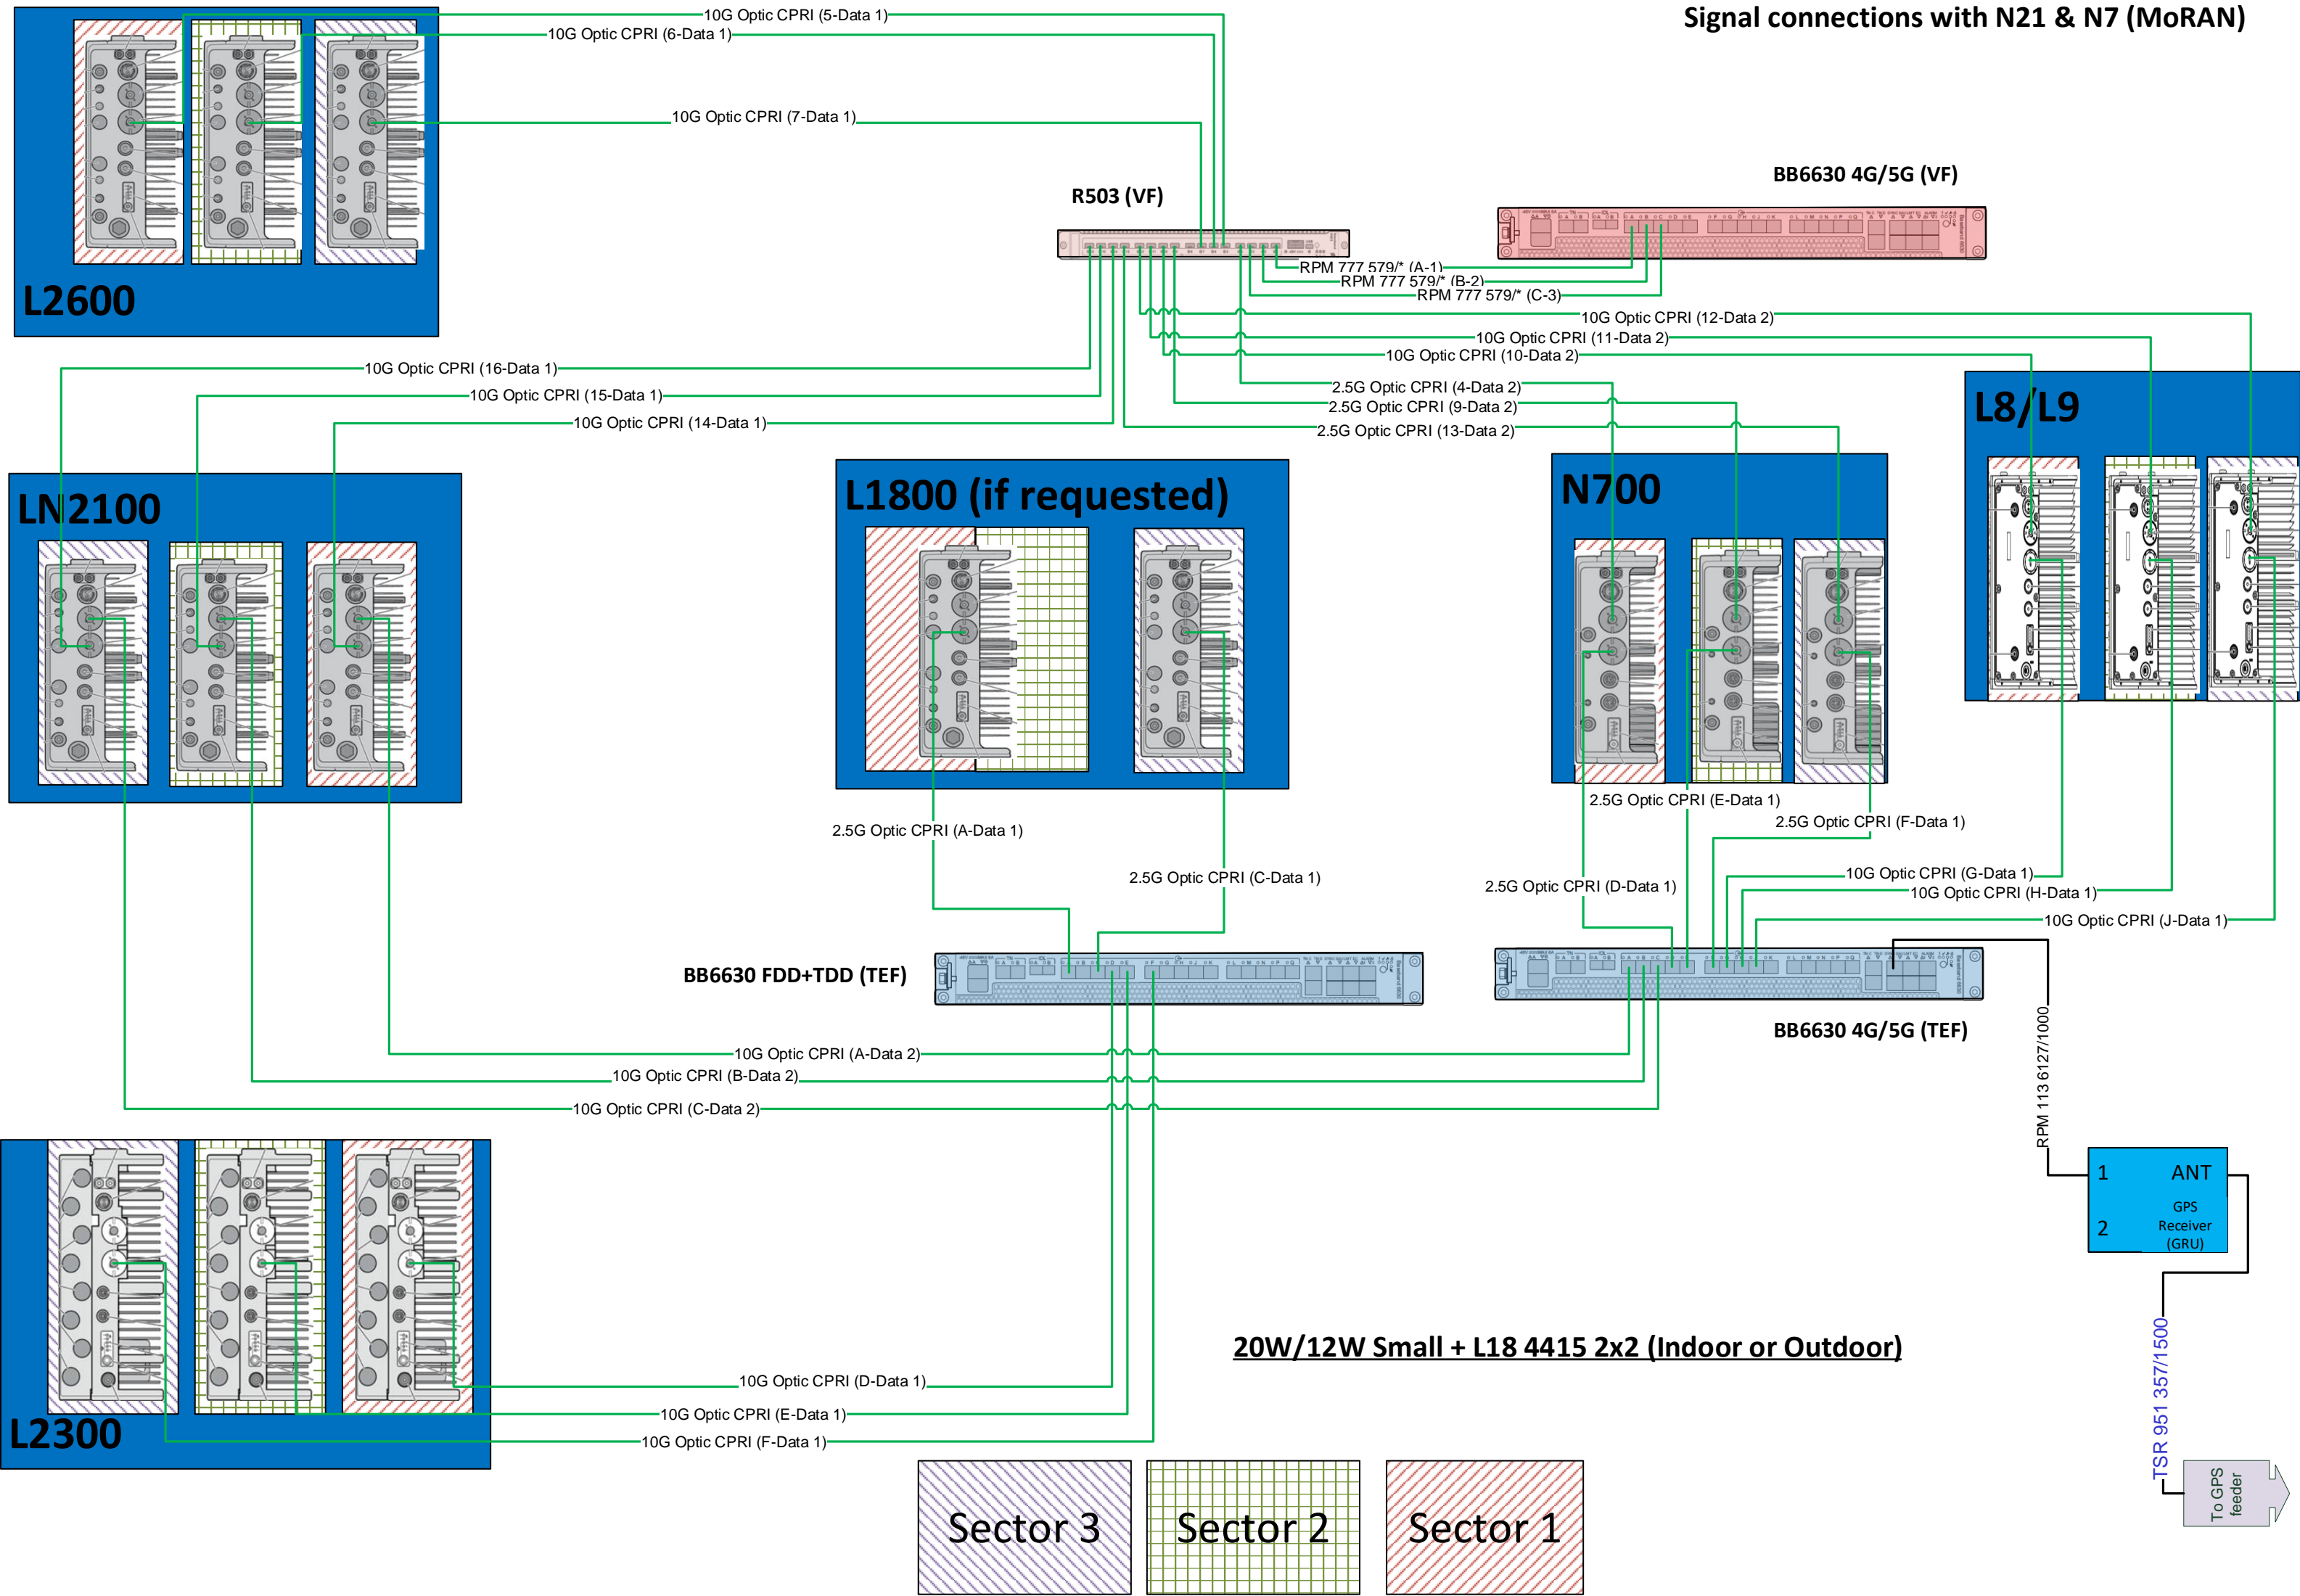 Signal connections with N21 & N7 (MoRAN)
10G Optic CPRI (5-Data 1)
10G Optic CPRI (6-Data 1)
10G Optic CPRI (7-Data 1)
L2600
R503 (VF)
BB6630 4G/5G (VF)
RPM 777 579/* (A-1)
RPM 777 579/* (B-2)
RPM 777 579/* (C-3)
10G Optic CPRI (12-Data 2)
10G Optic CPRI (11-Data 2)
10G Optic CPRI (10-Data 2)
10G Optic CPRI (16-Data 1)
10G Optic CPRI (15-Data 1)
10G Optic CPRI (14-Data 1)
2.5G Optic CPRI (4-Data 2)
2.5G Optic CPRI (9-Data 2)
2.5G Optic CPRI (13-Data 2)
L8/L9
LN2100
L1800 (if requested)
N700
2.5G Optic CPRI (A-Data 1)
2.5G Optic CPRI (C-Data 1)
2.5G Optic CPRI (E-Data 1)
2.5G Optic CPRI (F-Data 1)
2.5G Optic CPRI (D-Data 1)
10G Optic CPRI (G-Data 1)
10G Optic CPRI (H-Data 1)
10G Optic CPRI (J-Data 1)
BB6630 FDD+TDD (TEF)
BB6630 4G/5G (TEF)
10G Optic CPRI (A-Data 2)
10G Optic CPRI (B-Data 2)
10G Optic CPRI (C-Data 2)
RPM 113 6127/1000
1
ANT
2
GPS
Receiver
(GRU)
L2300
10G Optic CPRI (D-Data 1)
10G Optic CPRI (E-Data 1)
10G Optic CPRI (F-Data 1)
20W/12W Small + L18 4415 2x2 (Indoor or Outdoor)
TSR 951 357/1500
To GPS
feeder
Sector 3
Sector 2
Sector 1